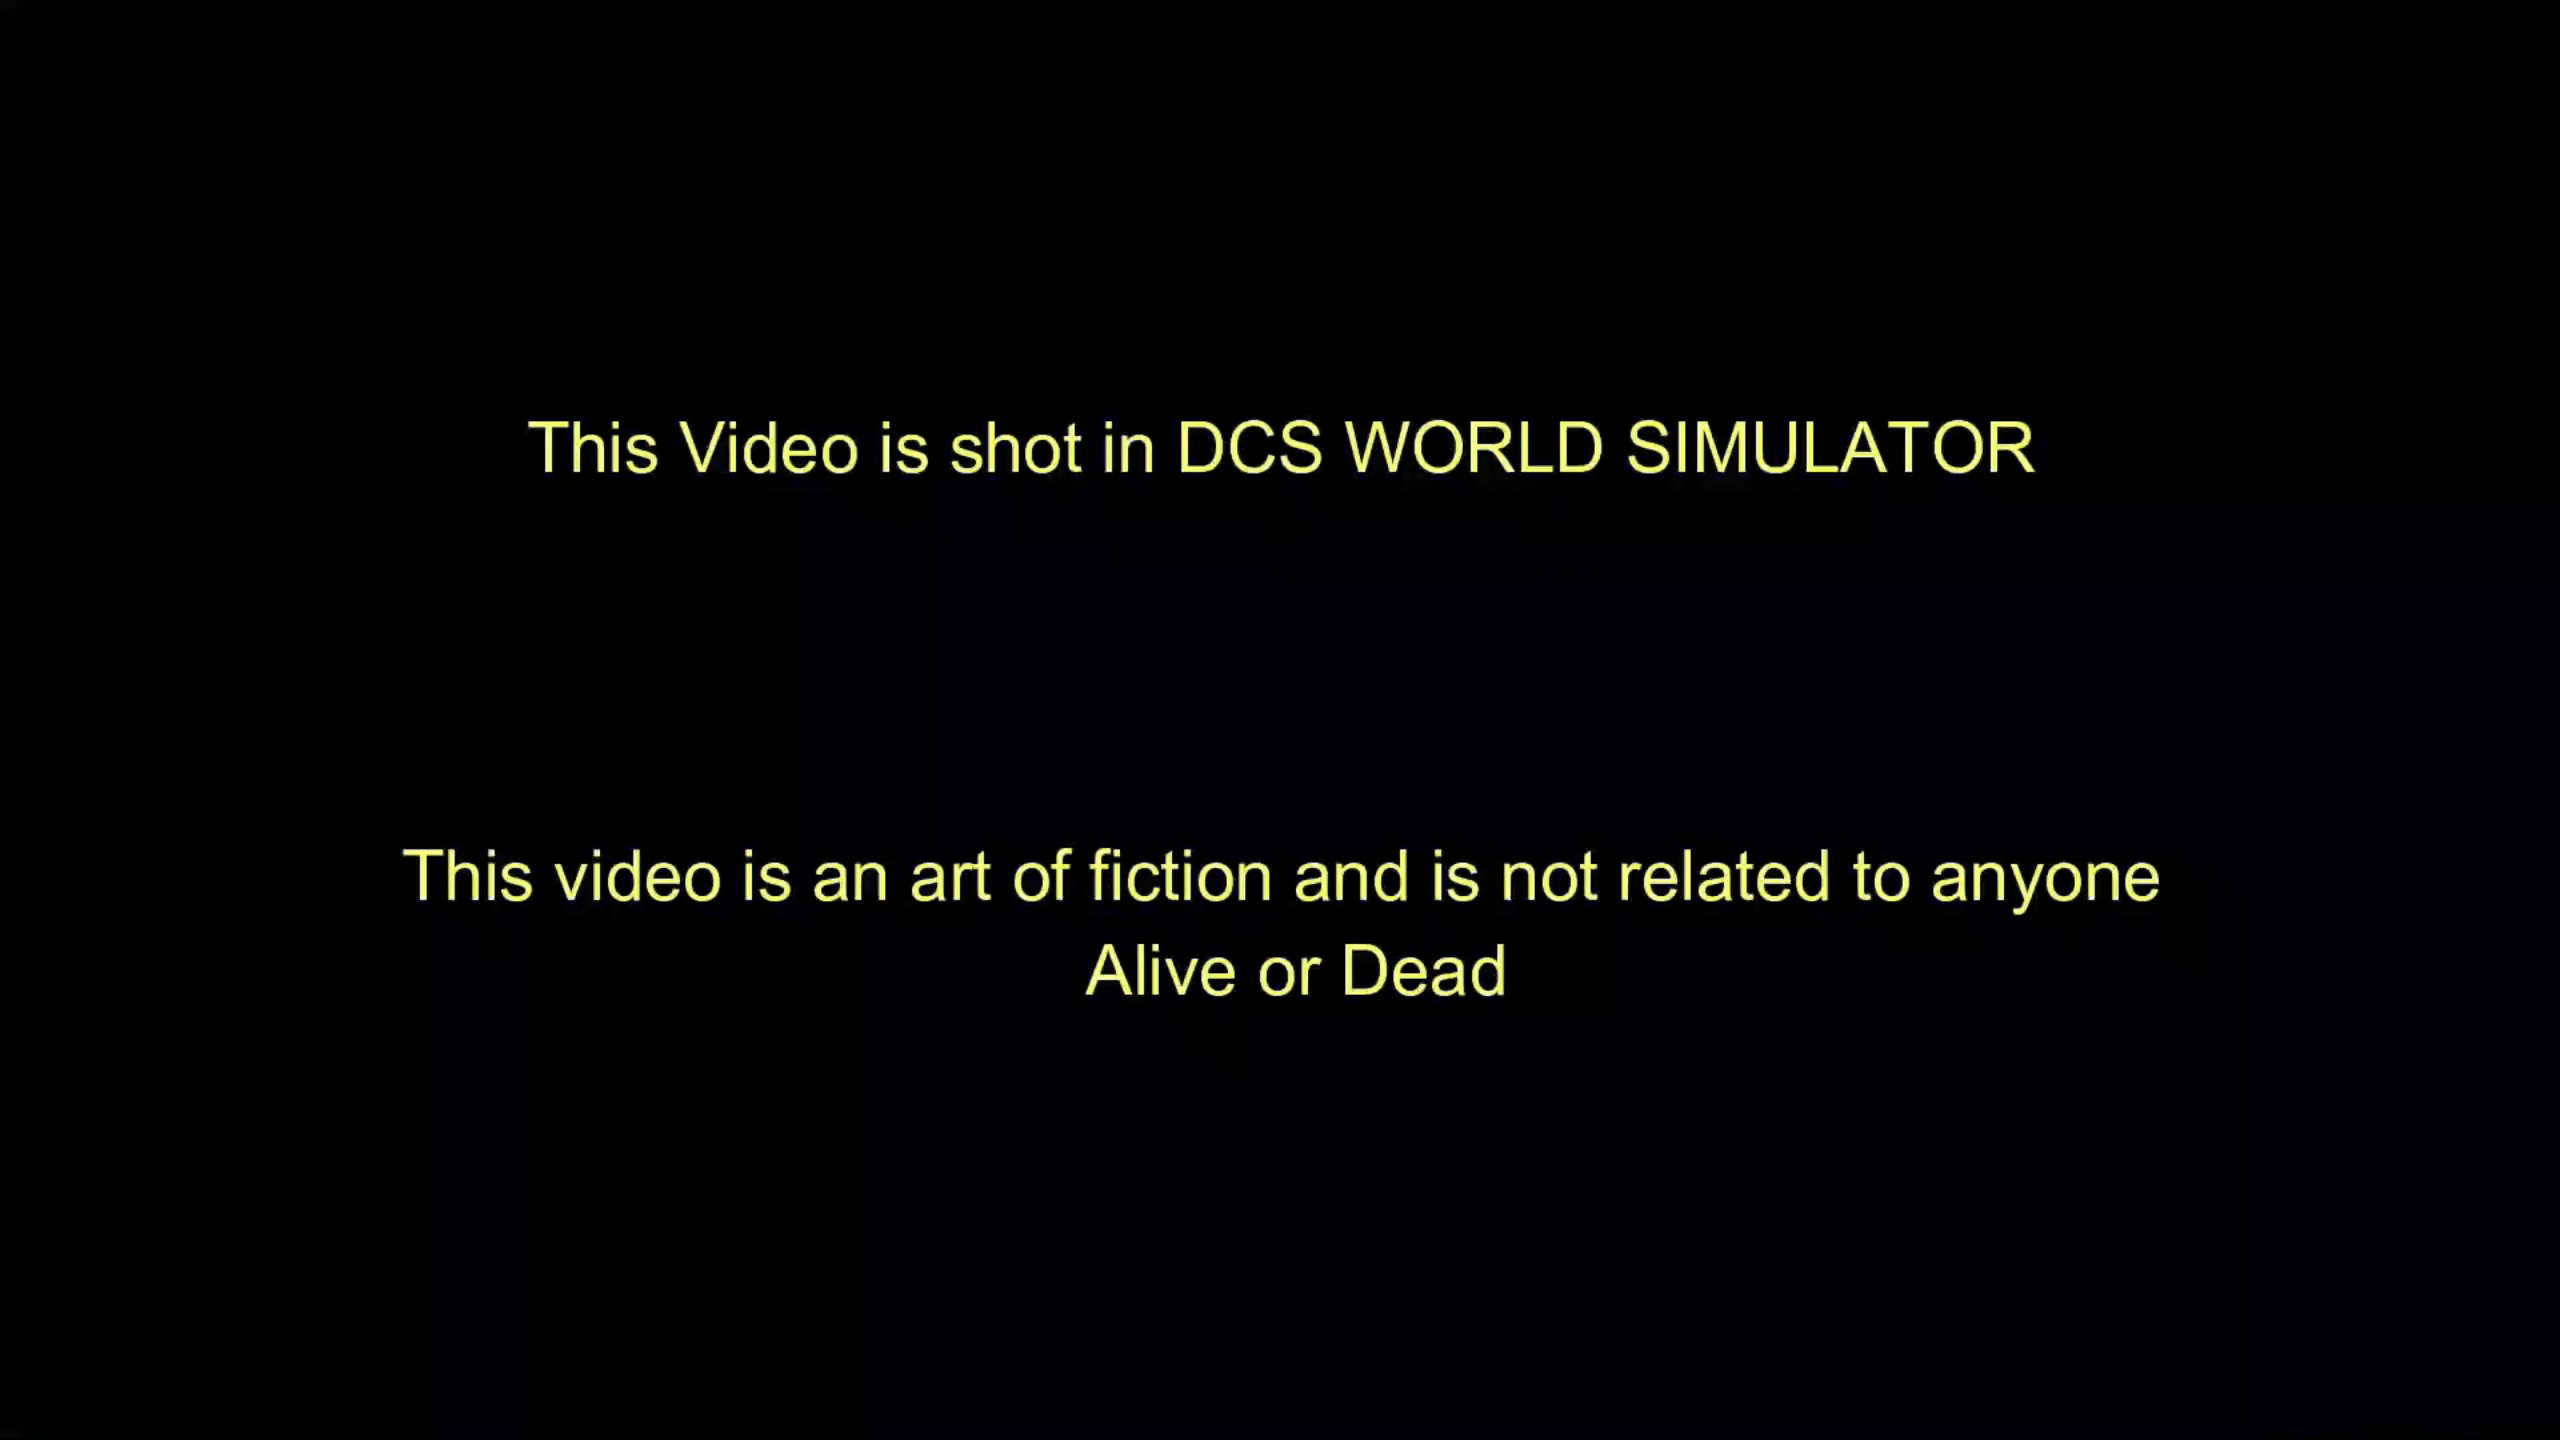 This Video is shot in DCS WORLD SIMULATOR
This video is an art of fiction and is not related to anyone
Alive or Dead